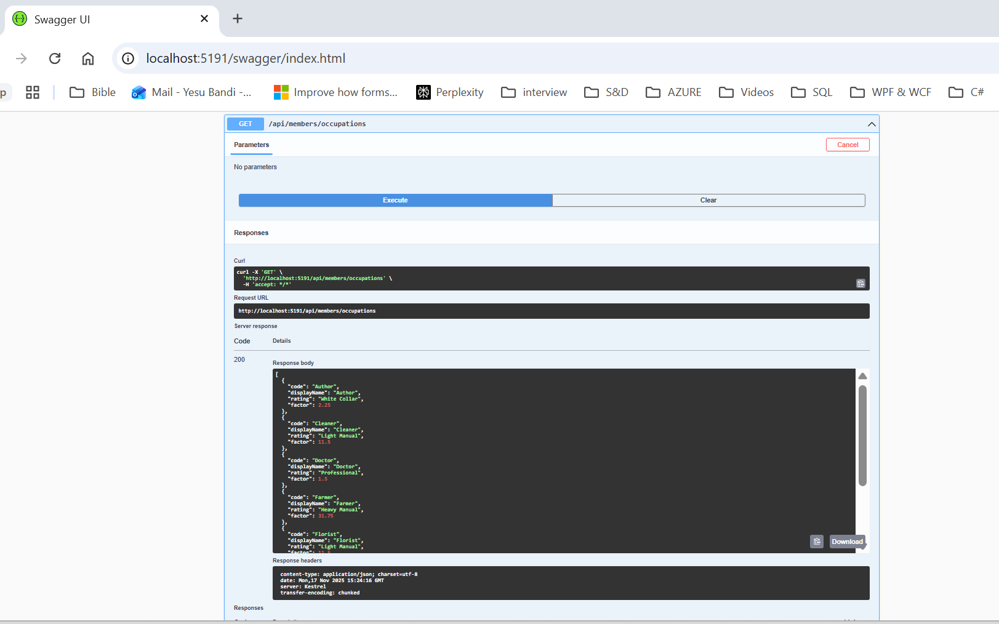 Swagger UI
localhost:5191/swagger/index.html
p
Bible
Mail - Yesu Bandi -...
Improve how forms...
Perplexity
interview
S&D
AZURE
Videos
SQL
WPF & WCF
C#
GET /api/members/occupations
Parameters
Cancel
No parameters
Execute
Clear
Responses
Curl
curl -X 'GET' \
'http://localhost:5191/api/members/occupations' \
-H 'accept: */*'
Request URL
http://localhost:5191/api/members/occupations
Server response
Code Details
200
Response body
[
{
"code": "Author",
"displayName": "Author",
"rating": "White Collar",
"factor": 2.25
},
{
"code": "Cleaner",
"displayName": "Cleaner",
"rating": "Light Manual",
"factor": 11.5
},
{
"code": "Doctor",
"displayName": "Doctor",
"rating": "Professional",
"factor": 1.5
},
{
"code": "Farmer",
"displayName": "Farmer",
"rating": "Heavy Manual",
"factor": 31.75
},
{
"code": "Florist",
"displayName": "Florist",
"rating": "Light Manual",
"factor": 11.5
Download
Response headers
content-type: application/json; charset=utf-8
date: Mon,17 Nov 2025 15:24:16 GMT
server: Kestrel
transfer-encoding: chunked
Responses